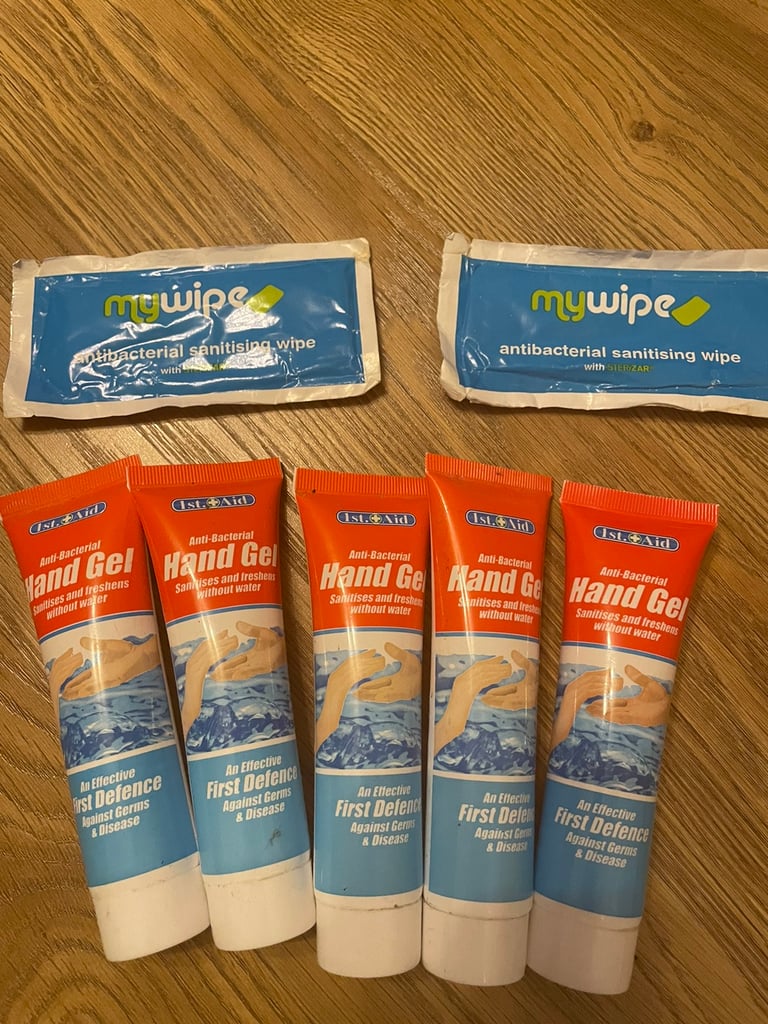 mywipe
antibacterial sanitising wipe
with STERIZAR
mywipe
antibacterial sanitising wipe
with STERIZAR
1st. Aid
Anti-Bacterial
Hand Gel
Sanitises and freshens
without water
An Effective
First Defence
Against Germs
& Disease
1st. Aid
Anti-Bacterial
Hand Gel
Sanitises and freshens
without water
An Effective
First Defence
Against Germs
& Disease
1st. Aid
Anti-Bacterial
Hand Gel
Sanitises and freshens
without water
An Effective
First Defence
Against Germs
& Disease
1st. Aid
Anti-Bacterial
Hand Gel
Sanitises and freshens
without water
An Effective
First Defence
Against Germs
& Disease
1st. Aid
Anti-Bacterial
Hand Gel
Sanitises and freshens
without water
An Effective
First Defence
Against Germs
& Disease